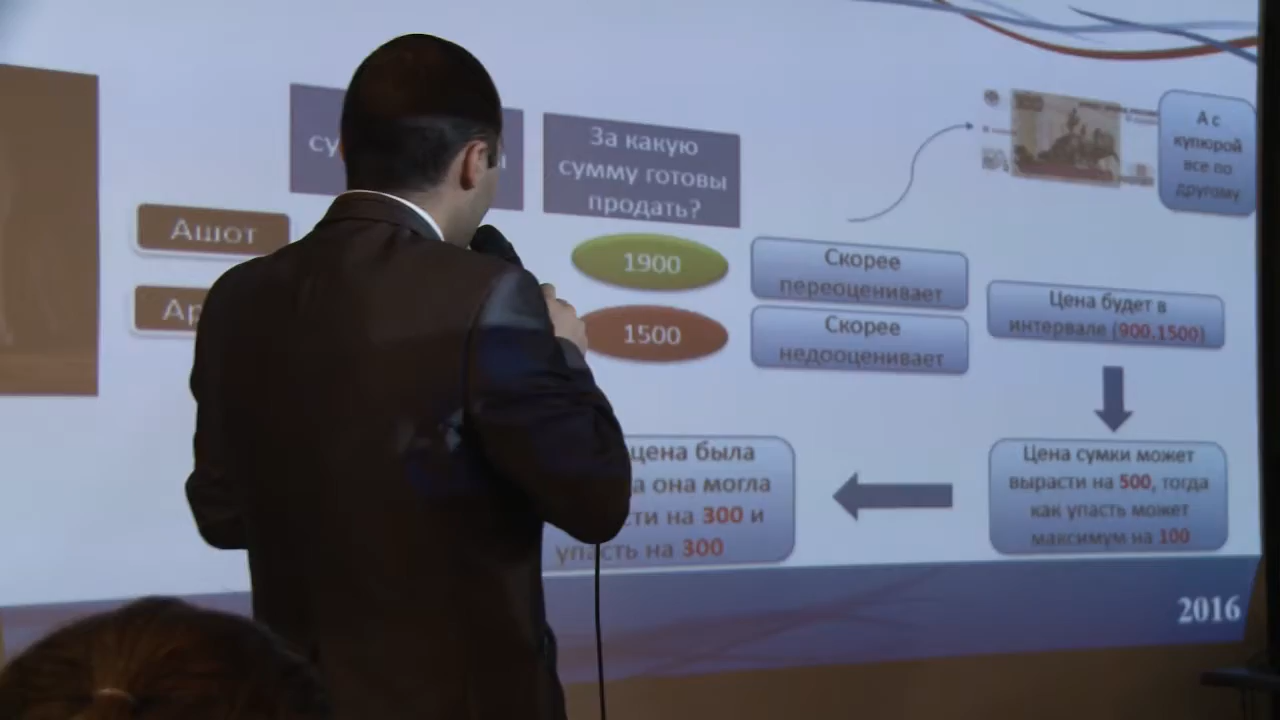 За какую
сумму готовы
продать?
А с
купюрой
все по
другому
Ашот
1900
Скорее
переоценивает
1500
Скорее
недооценивает
Цена будет в
интервале (900,1500)
цена была
она могла
на 300 и
упасть на 300
Цена сумки может
вырасти на 500, тогда
как упасть может
максимум на 100
2016